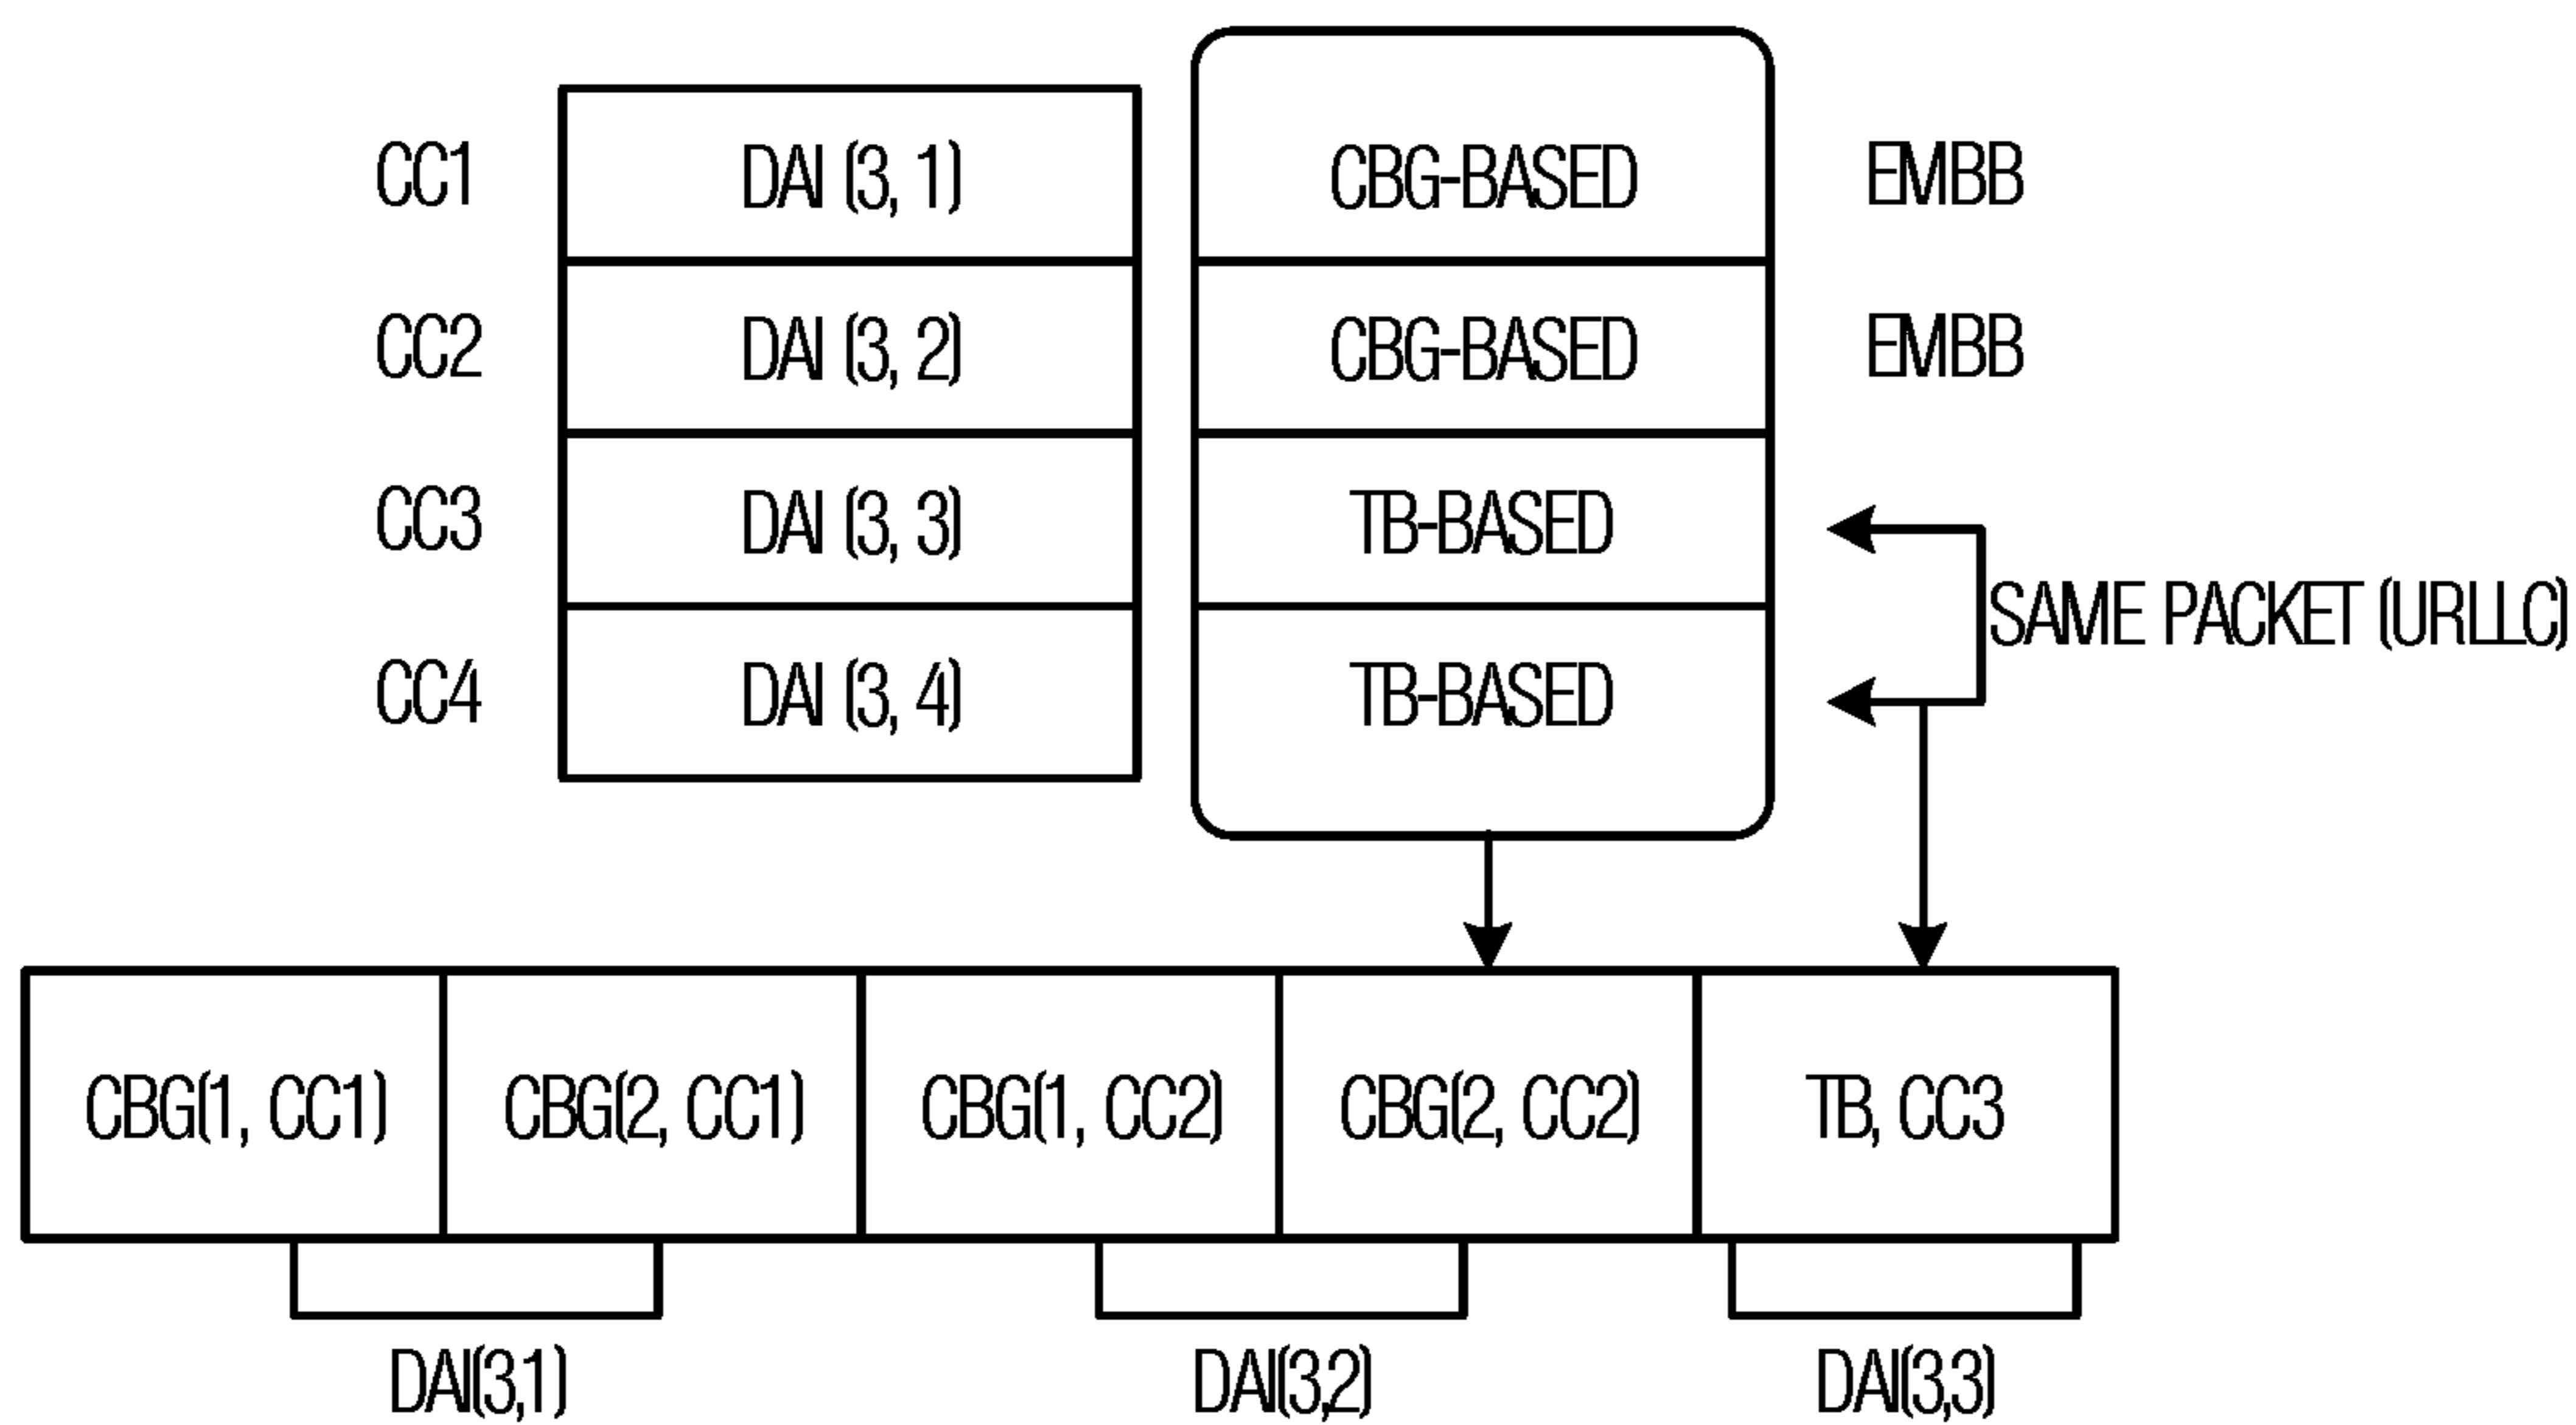 CC1 DAI (3, 1) CBG-BASED EMBB
CC2 DAI (3, 2) CBG-BASED EMBB
CC3 DAI (3, 3) TB-BASED
SAME PACKET (URLLC)
CC4 DAI (3, 4) TB-BASED
CBG(1, CC1) CBG(2, CC1) CBG(1, CC2) CBG(2, CC2) TB, CC3
DAI(3,1) DAI(3,2) DAI(3,3)